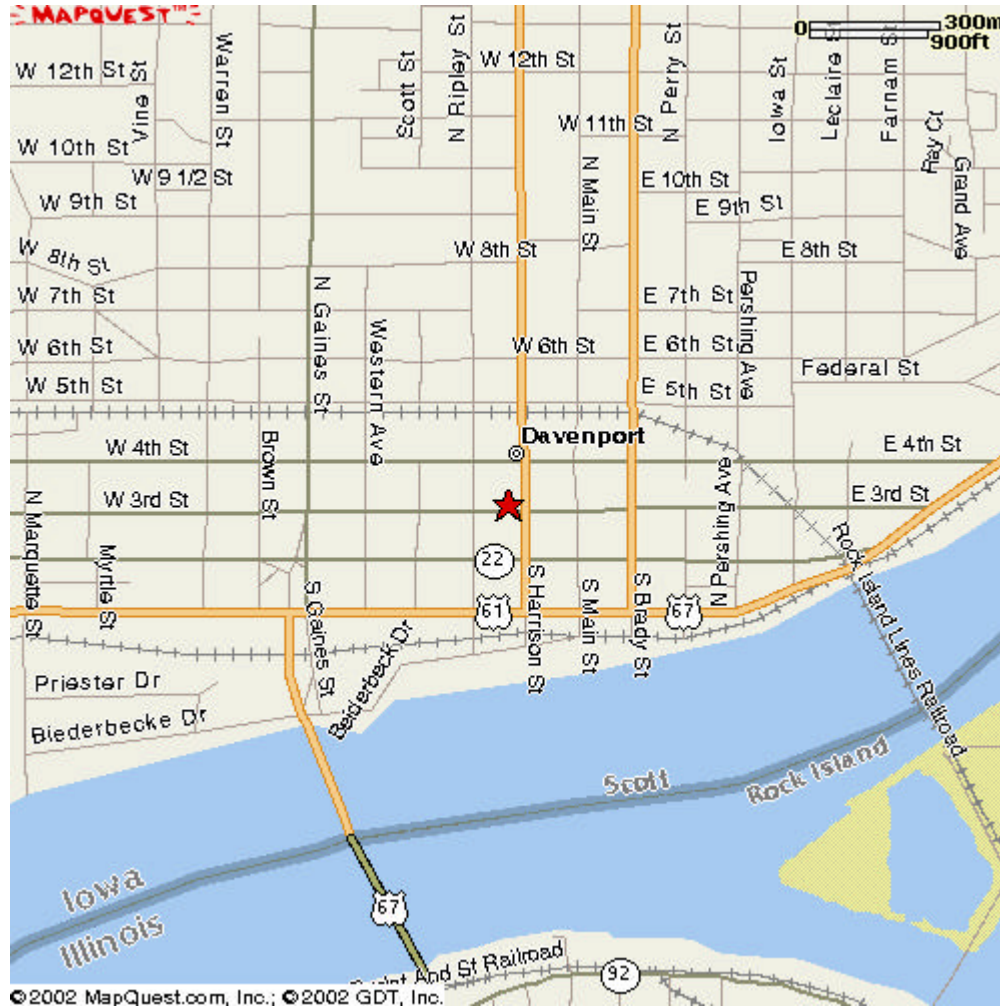 MAPQUEST™
0 300m
900ft
W 12th St
Vine St
Warren St
Scott St
N Ripley St
W 12th St
N Perry St
Iowa St
Leclaire St
Farnam St
W 11th St
Ray Ct
Grand Ave
W 10th St
W 9 1/2 St
N Main St
E 10th St
W 9th St
E 9th St
W 8th St
W 8th St
E 8th St
W 7th St
N Gaines St
E 7th St
Pershing Ave
W 6th St
Western Ave
W 6th St
E 6th St
W 5th St
E 5th St
Federal St
Davenport
W 4th St
Brown St
E 4th St
N Marquette St
W 3rd St
N Pershing Ave
E 3rd St
Myrtle St
22
Rock Island Lines Railroad
S Gaines St
61
S Harrison St
S Main St
S Brady St
67
Beiderbeck Dr
Priester Dr
Biederbecke Dr
Scott
Rock Island
Iowa
Illinois
67
And St Railroad
92
©2002 MapQuest.com, Inc.; ©2002 GDT, Inc.